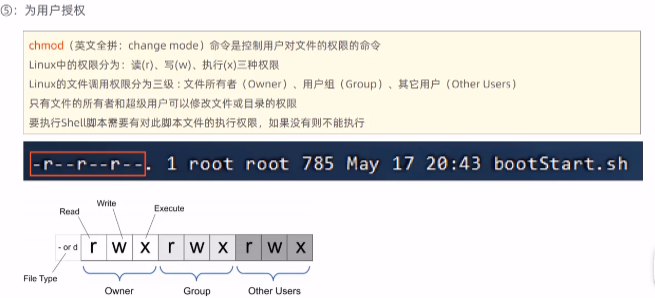 ⑤：为用户授权
chmod（英文全拼：change mode）命令是控制用户对文件的权限的命令
Linux中的权限分为：读(r)、写(w)、执行(x)三种权限
Linux的文件调用权限分为三级：文件所有者（Owner）、用户组（Group）、其它用户（Other Users）
只有文件的所有者和超级用户可以修改文件或目录的权限
要执行Shell脚本需要有对此脚本文件的执行权限，如果没有则不能执行
-r--r--r--. 1 root root 785 May 17 20:43 bootStart.sh
Read Write Execute
- or d r w x r w x r w x
File Type
Owner Group Other Users